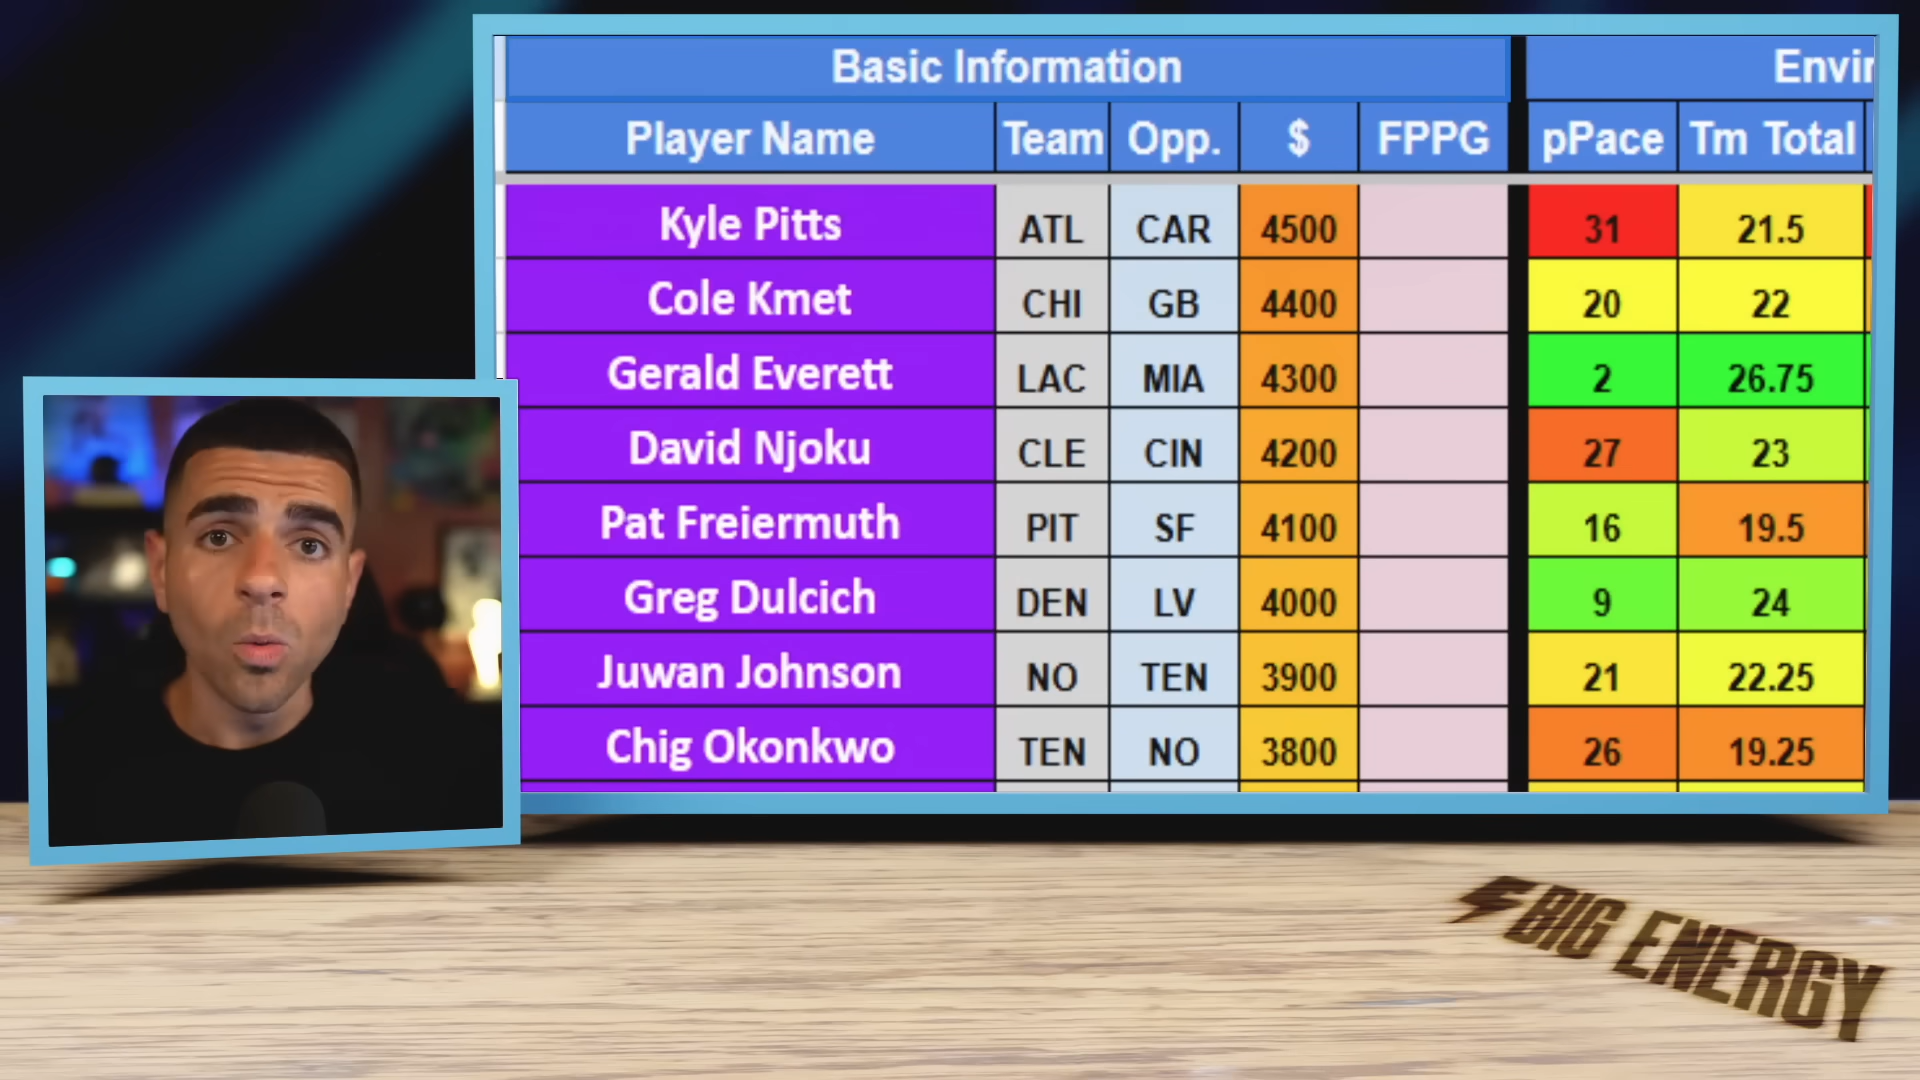 Basic Information Envir
Player Name Team Opp. $ FPPG pPace Tm Total
Kyle Pitts ATL CAR 4500 31 21.5
Cole Kmet CHI GB 4400 20 22
Gerald Everett LAC MIA 4300 2 26.75
David Njoku CLE CIN 4200 27 23
Pat Freiermuth PIT SF 4100 16 19.5
Greg Dulcich DEN LV 4000 9 24
Juwan Johnson NO TEN 3900 21 22.25
Chig Okonkwo TEN NO 3800 26 19.25
BIG ENERGY